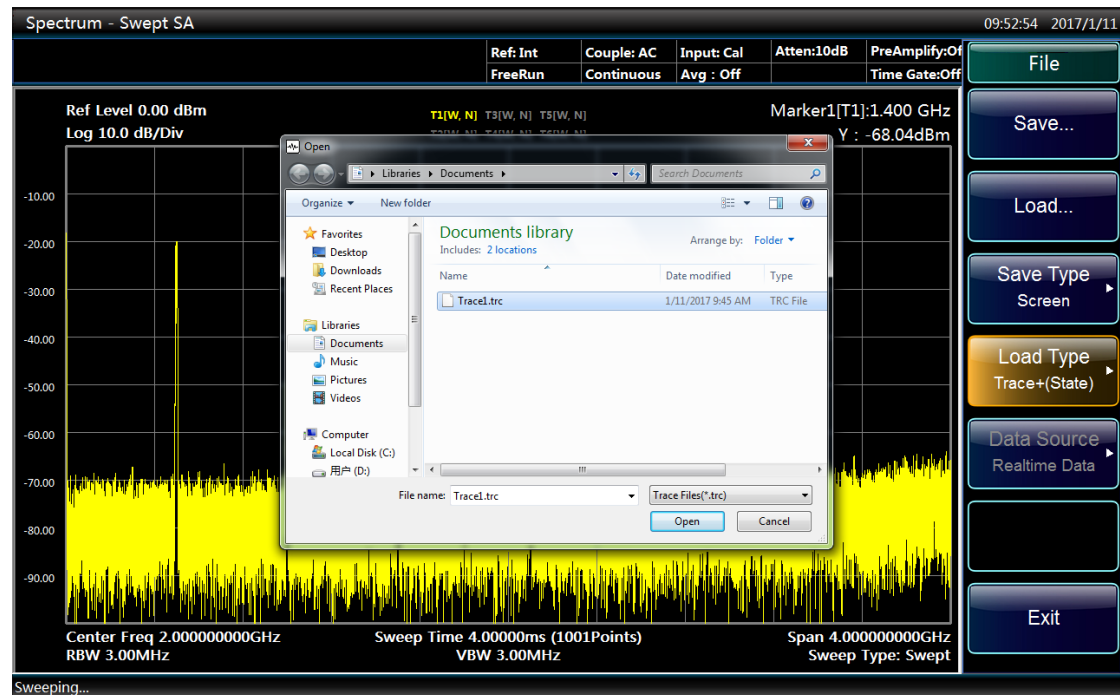 Spectrum - Swept SA
09:52:54 2017/1/11
Ref: Int Couple: AC Input: Cal Atten:10dB PreAmplify:Of
FreeRun Continuous Avg : Off Time Gate:Off
Ref Level 0.00 dBm
Log 10.0 dB/Div
T1[W, N] T3[W, N] T5[W, N]
Marker1[T1]:1.400 GHz
Y : -68.04dBm
-10.00
-20.00
-30.00
-40.00
-50.00
-60.00
-70.00
-80.00
-90.00
Open
Libraries Documents
Search Documents
Organize New folder
Favorites
Desktop
Downloads
Recent Places
Libraries
Documents
Music
Pictures
Videos
Computer
Local Disk (C:)
用户 (D:)
Documents library
Includes: 2 locations
Arrange by: Folder
Name Date modified Type
Trace1.trc 1/11/2017 9:45 AM TRC File
File name: Trace1.trc Trace Files(*.trc)
Open Cancel
Center Freq 2.000000000GHz Sweep Time 4.00000ms (1001Points) Span 4.000000000GHz
RBW 3.00MHz VBW 3.00MHz Sweep Type: Swept
Sweeping...
File
Save...
Load...
Save Type
Screen
Load Type
Trace+(State)
Data Source
Realtime Data
Exit